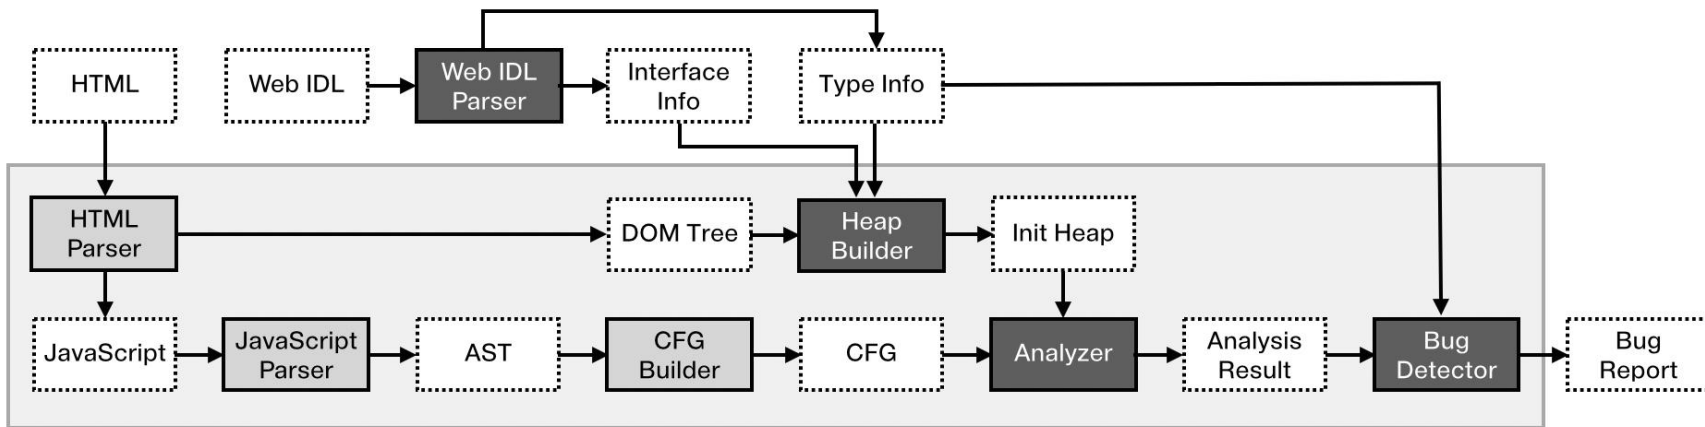 HTML
Web IDL
Web IDL
Parser
Interface
Info
Type Info
HTML
Parser
DOM Tree
Heap
Builder
Init Heap
JavaScript
JavaScript
Parser
AST
CFG
Builder
CFG
Analyzer
Analysis
Result
Bug
Detector
Bug
Report